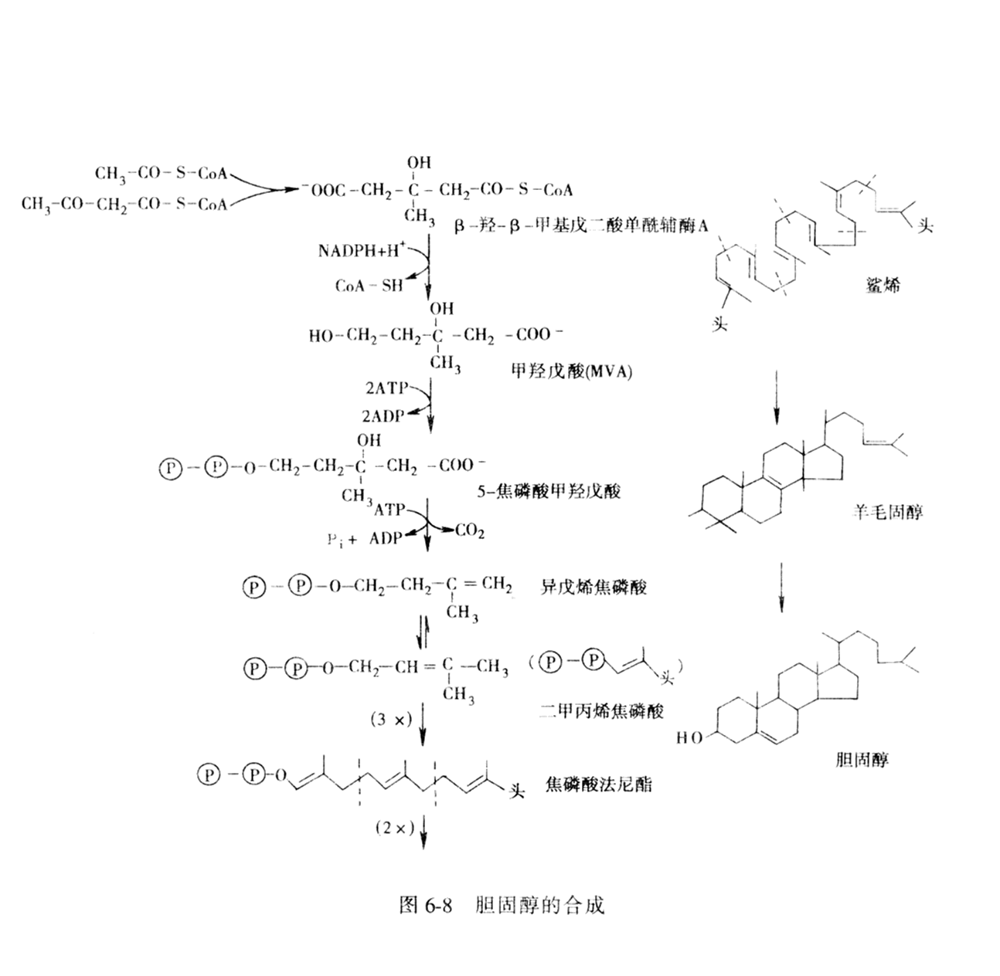 OH
CH3-CO-S-CoA
⁻OOC-CH2-C-CH2-CO-S-CoA
CH3-CO-CH2-CO-S-CoA
CH3
β-羟-β-甲基戊二酸单酰辅酶A
NADPH+H⁺
CoA-SH
OH
HO-CH2-CH2-C-CH2-COO⁻
CH3
甲羟戊酸(MVA)
2ATP
2ADP
OH
P-P-O-CH2-CH2-C-CH2-COO⁻
CH3
5-焦磷酸甲羟戊酸
ATP
Pi+ ADP
CO2
P-P-O-CH2-CH2-C=CH2
CH3
异戊烯焦磷酸
P-P-O-CH2-CH=C-CH3
CH3
(P-P 头)
二甲丙烯焦磷酸
(3×)
P-P-O
头
焦磷酸法尼酯
(2×)
头
鲨烯
头
羊毛固醇
HO
胆固醇
图 6-8 胆固醇的合成